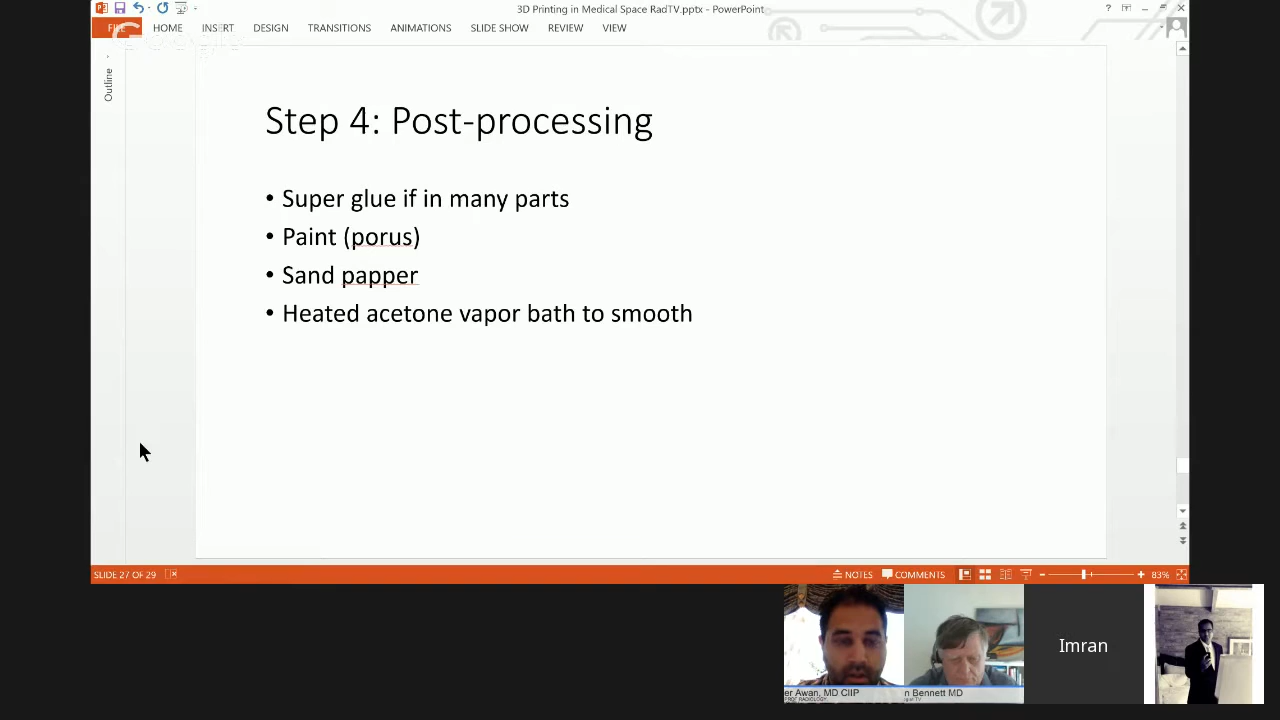 3D Printing in Medical Space RadTV.pptx - PowerPoint
?
FILE HOME INSERT DESIGN TRANSITIONS ANIMATIONS SLIDE SHOW REVIEW VIEW
Google
Outline
Step 4: Post-processing
• Super glue if in many parts
• Paint (porus)
• Sand papper
• Heated acetone vapor bath to smooth
SLIDE 27 OF 29 NOTES COMMENTS 83%
er Awan, MD CIIP
n Bennett MD
Imran